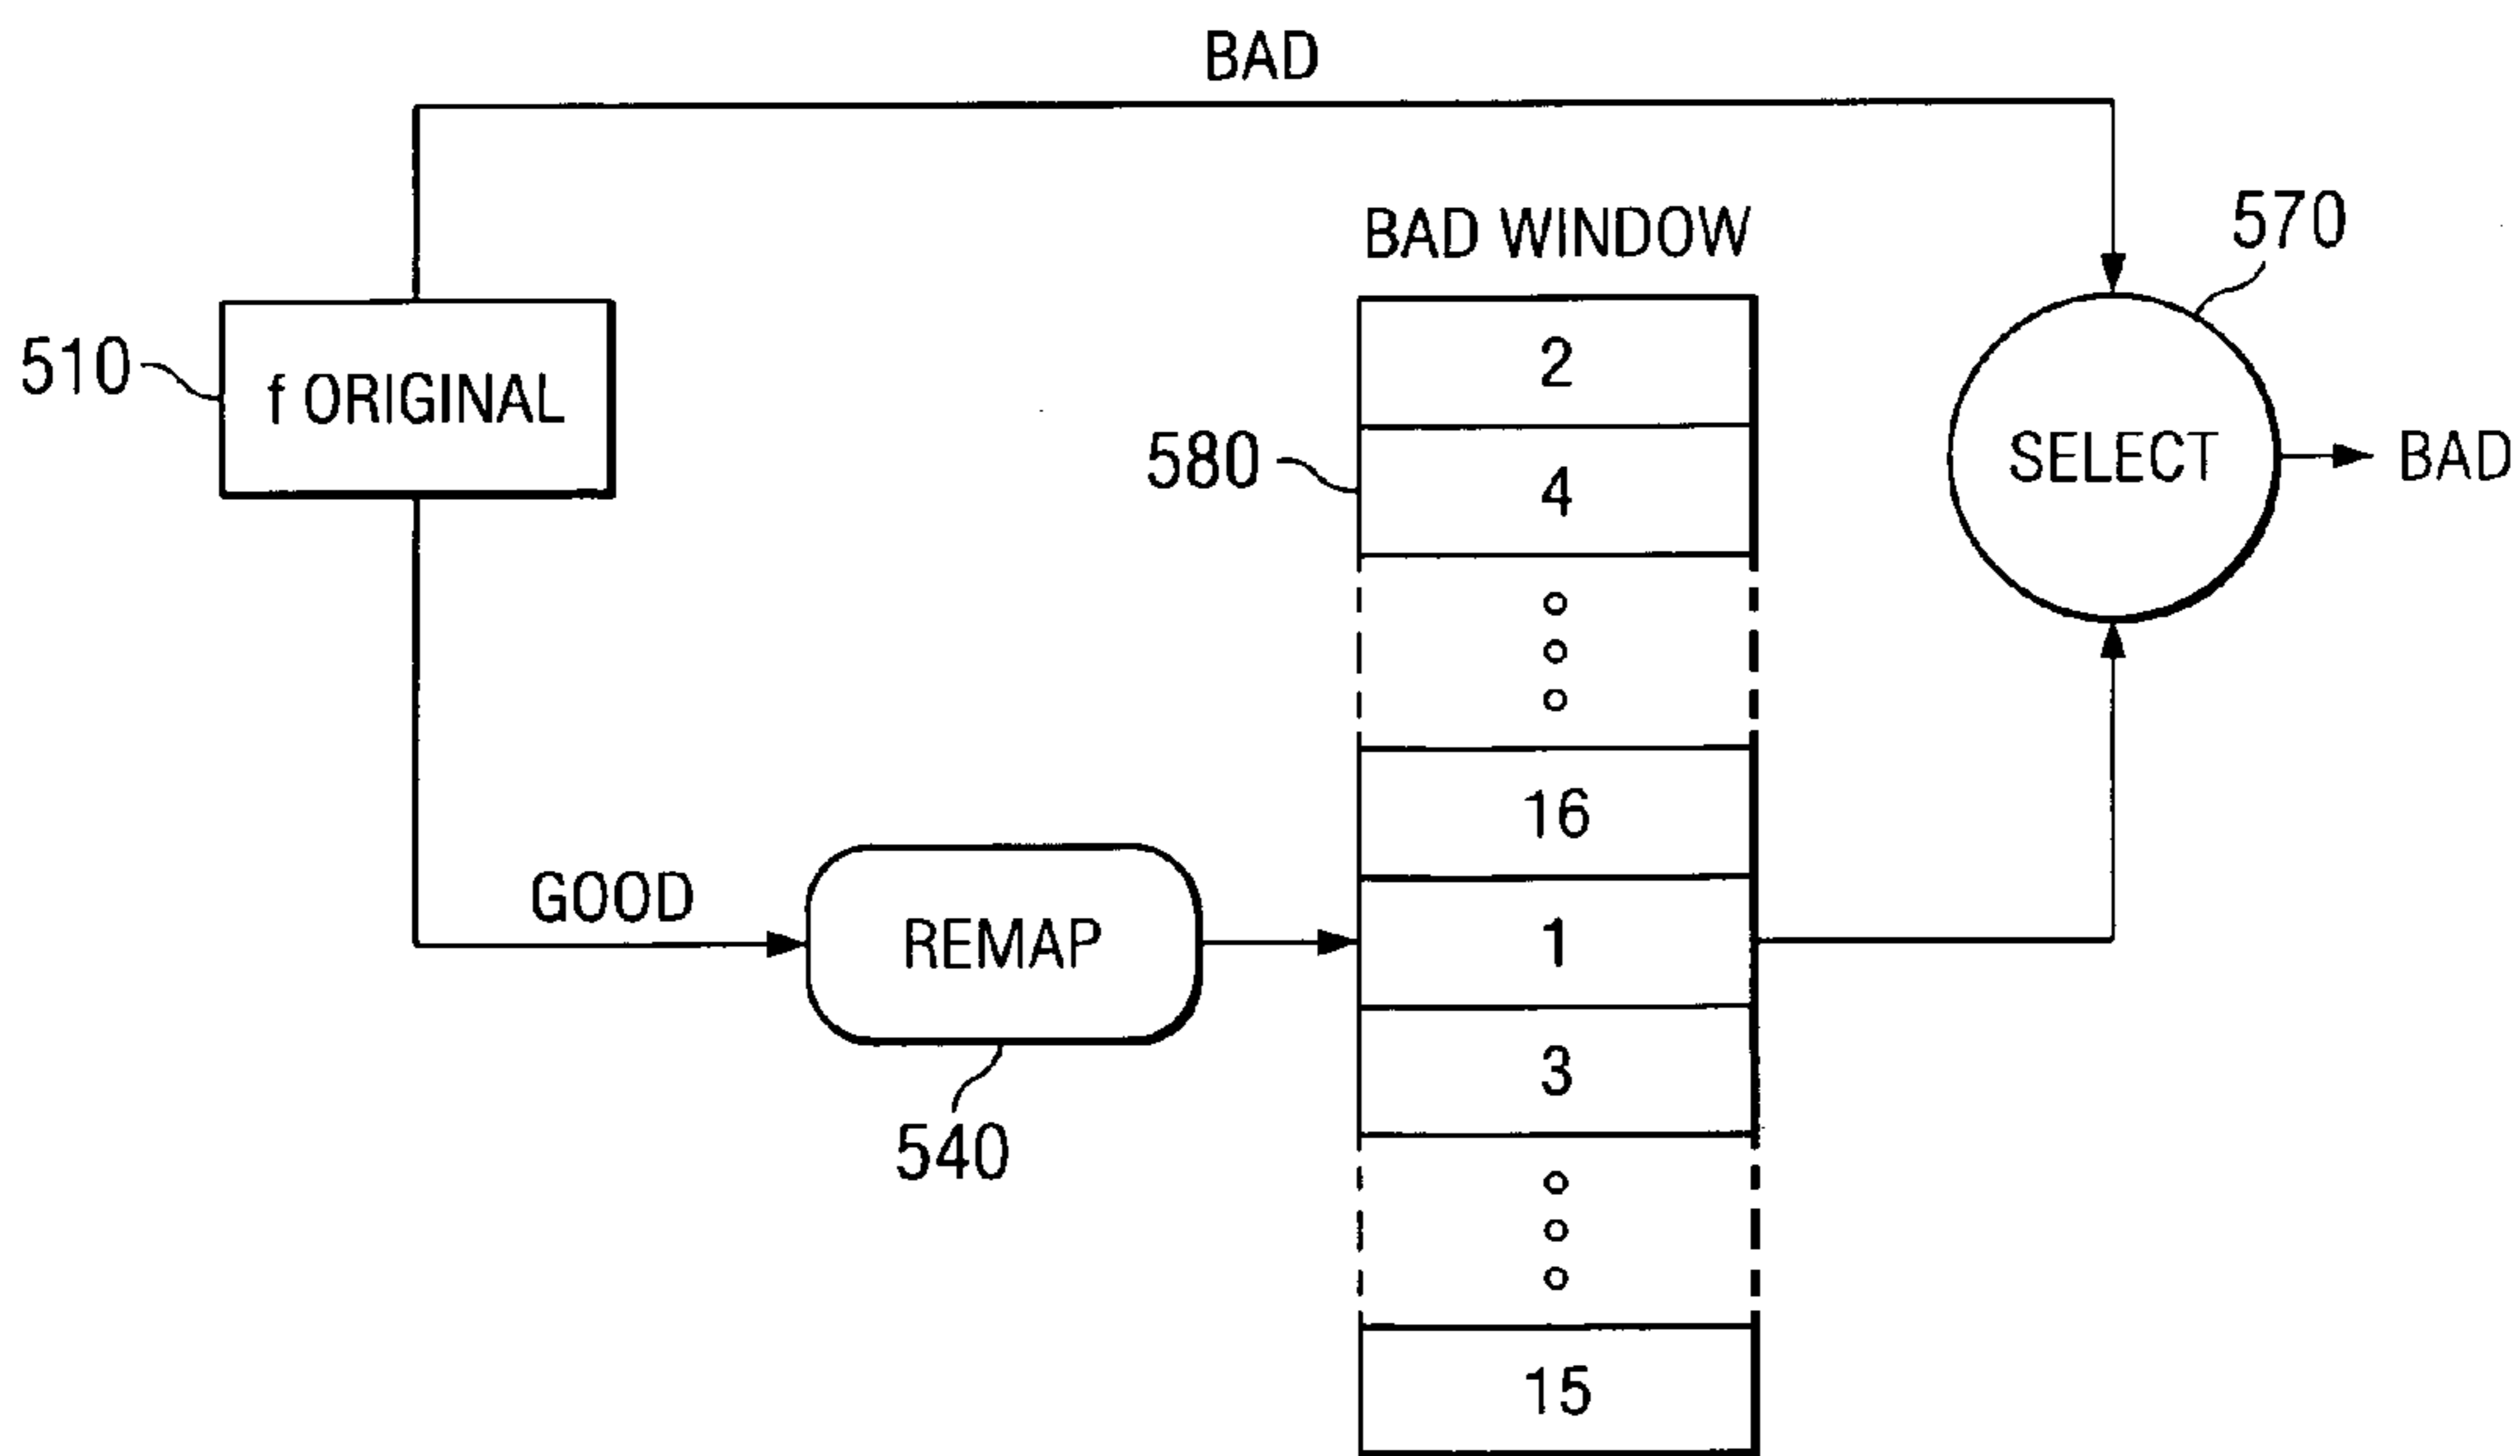 BAD
570
BAD WINDOW
510
f ORIGINAL
2
580
4
SELECT
BAD
16
GOOD
REMAP
1
3
540
15